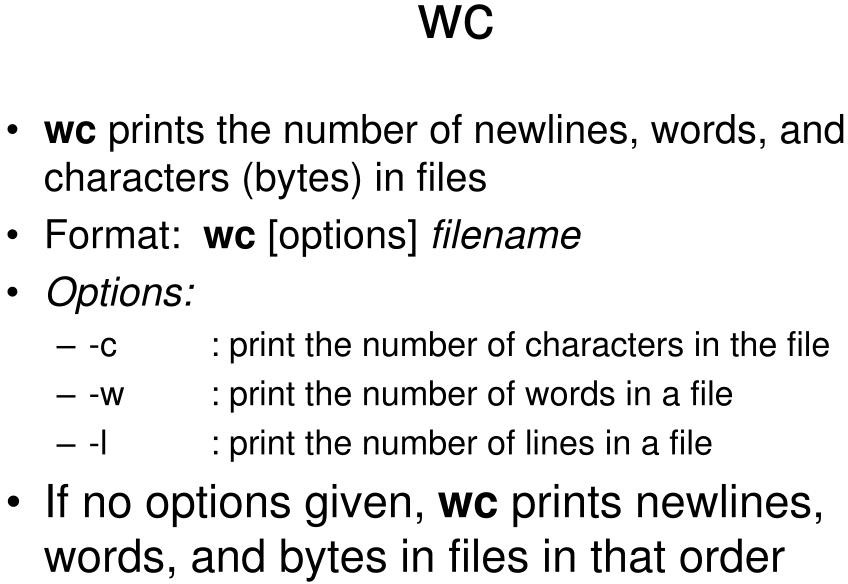 wc
• wc prints the number of newlines, words, and
characters (bytes) in files
• Format: wc [options] filename
• Options:
– -c : print the number of characters in the file
– -w : print the number of words in a file
– -l : print the number of lines in a file
• If no options given, wc prints newlines,
words, and bytes in files in that order